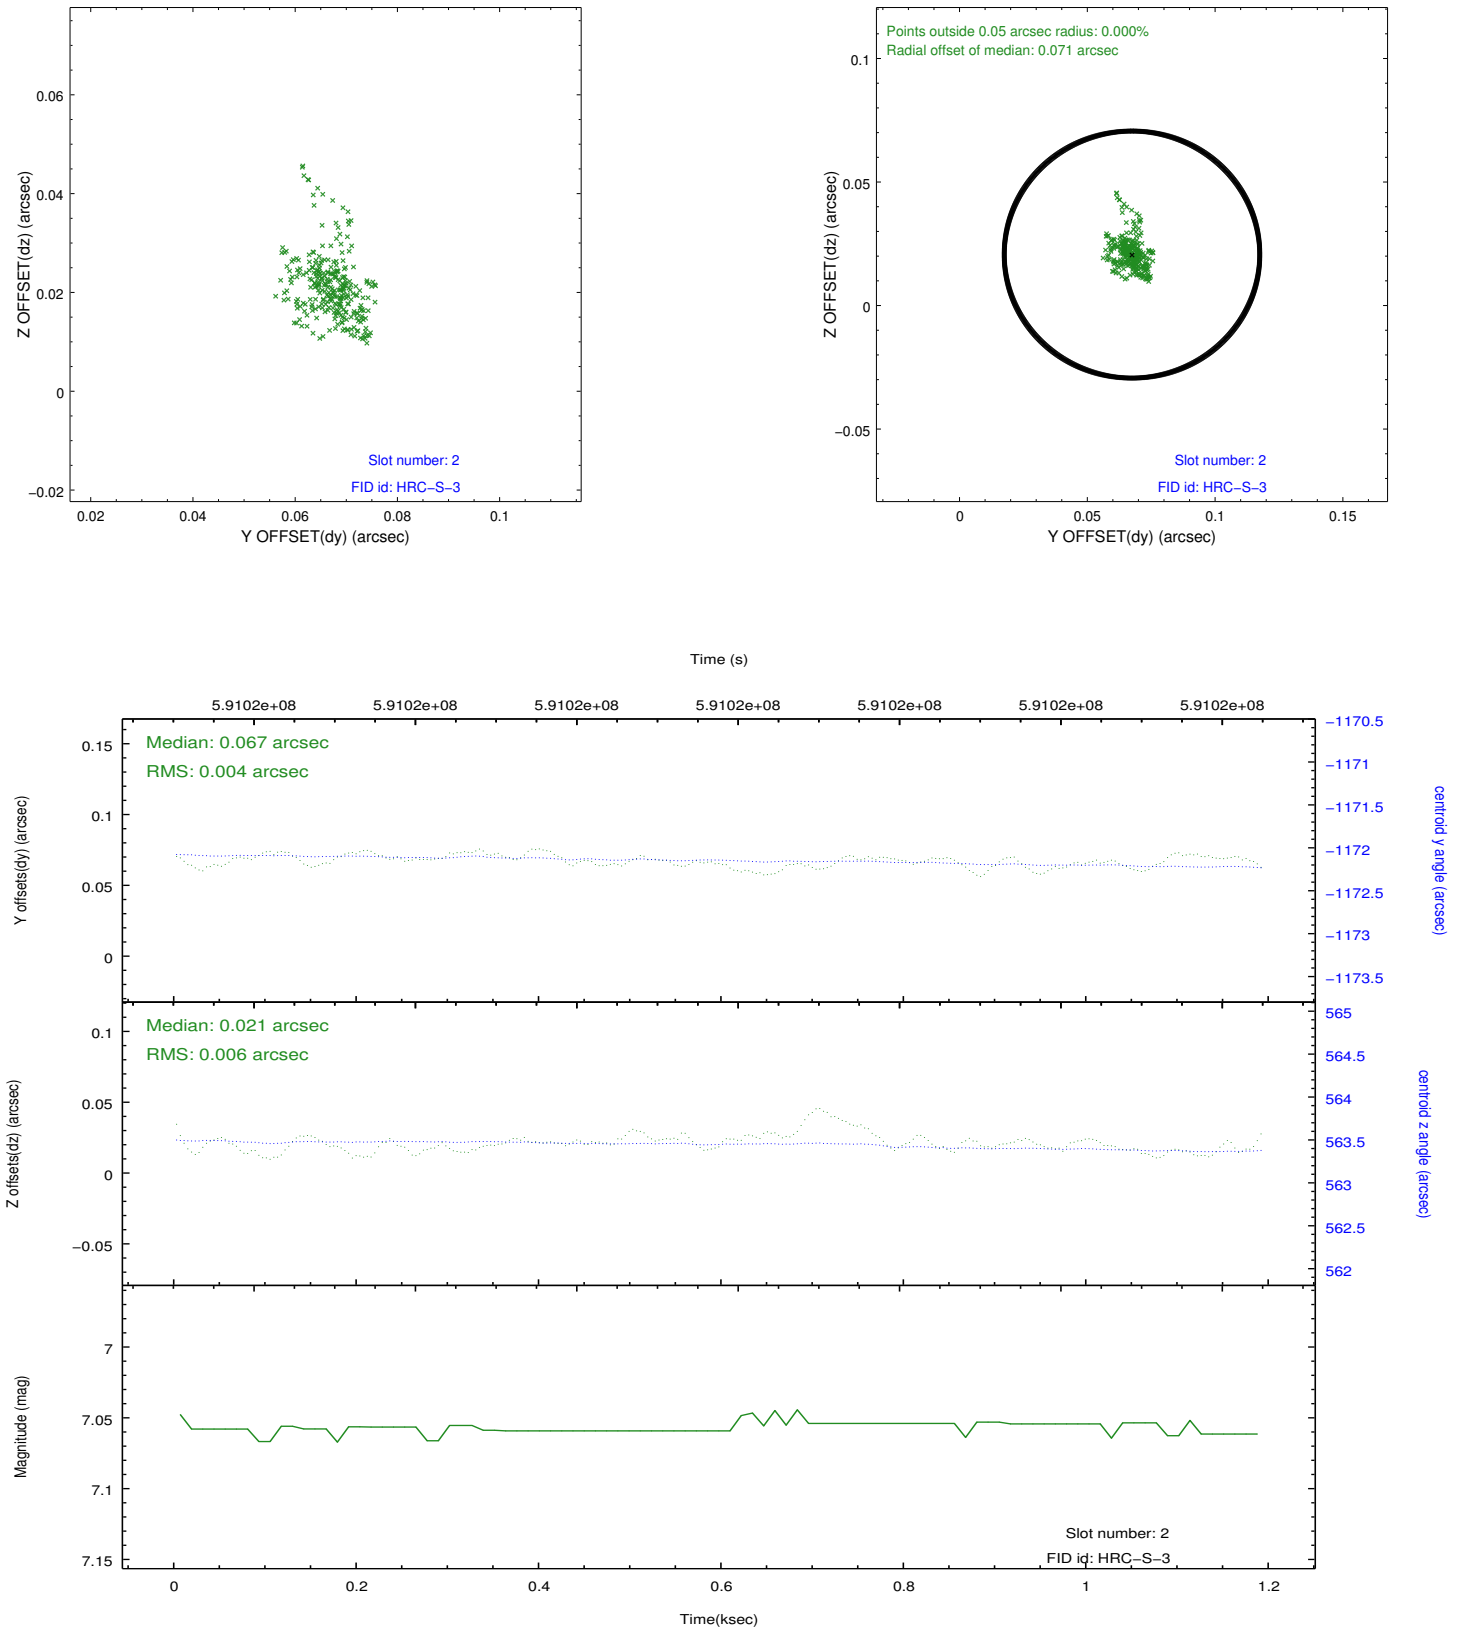 0.06
0.04
0.02
0
−0.02
0.02
0.04
0.06
0.08
0.1
Z OFFSET(dz) (arcsec)
Y OFFSET(dy) (arcsec)
Slot number: 2
FID id: HRC−S−3
Points outside 0.05 arcsec radius: 0.000%
Radial offset of median: 0.071 arcsec
0.1
0.05
0
−0.05
0
0.05
0.1
0.15
Z OFFSET(dz) (arcsec)
Y OFFSET(dy) (arcsec)
Slot number: 2
FID id: HRC−S−3
Time (s)
5.9102e+08
5.9102e+08
5.9102e+08
5.9102e+08
5.9102e+08
5.9102e+08
5.9102e+08
Median: 0.067 arcsec
RMS: 0.004 arcsec
0.15
0.1
0.05
0
Y offsets(dy) (arcsec)
−1170.5
−1171
−1171.5
−1172
−1172.5
−1173
−1173.5
centroid y angle (arcsec)
Median: 0.021 arcsec
RMS: 0.006 arcsec
0.1
0.05
0
−0.05
Z offsets(dz) (arcsec)
565
564.5
564
563.5
563
562.5
562
centroid z angle (arcsec)
7
7.05
7.1
7.15
Magnitude (mag)
Slot number: 2
FID id: HRC−S−3
0
0.2
0.4
0.6
0.8
1
1.2
Time(ksec)